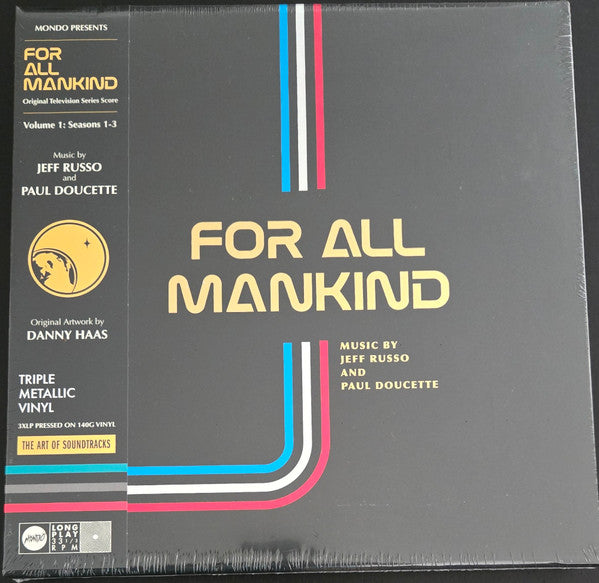 MONDO PRESENTS
FOR
ALL
MANKIND
Original Television Series Score
Volume 1: Seasons 1-3
Music by
JEFF RUSSO
and
PAUL DOUCETTE
Original Artwork by
DANNY HAAS
TRIPLE
METALLIC
VINYL
3XLP PRESSED ON 140G VINYL
THE ART OF SOUNDTRACKS
MONDO
LONG
PLAY
33 1/3
RPM
FOR ALL
MANKIND
MUSIC BY
JEFF RUSSO
AND
PAUL DOUCETTE